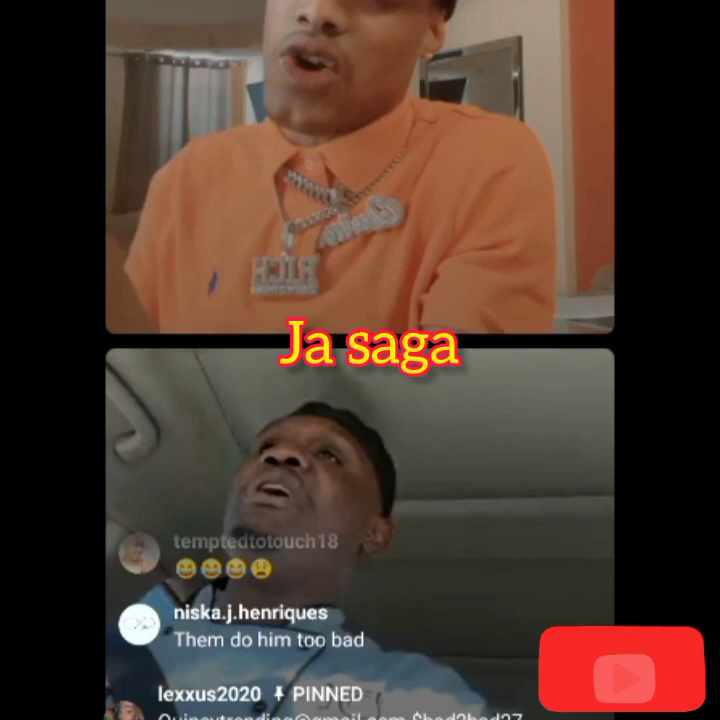 Ja saga
temptedtotouch18
😂😂😂😧
niska.j.henriques
Them do him too bad
lexxus2020 PINNED